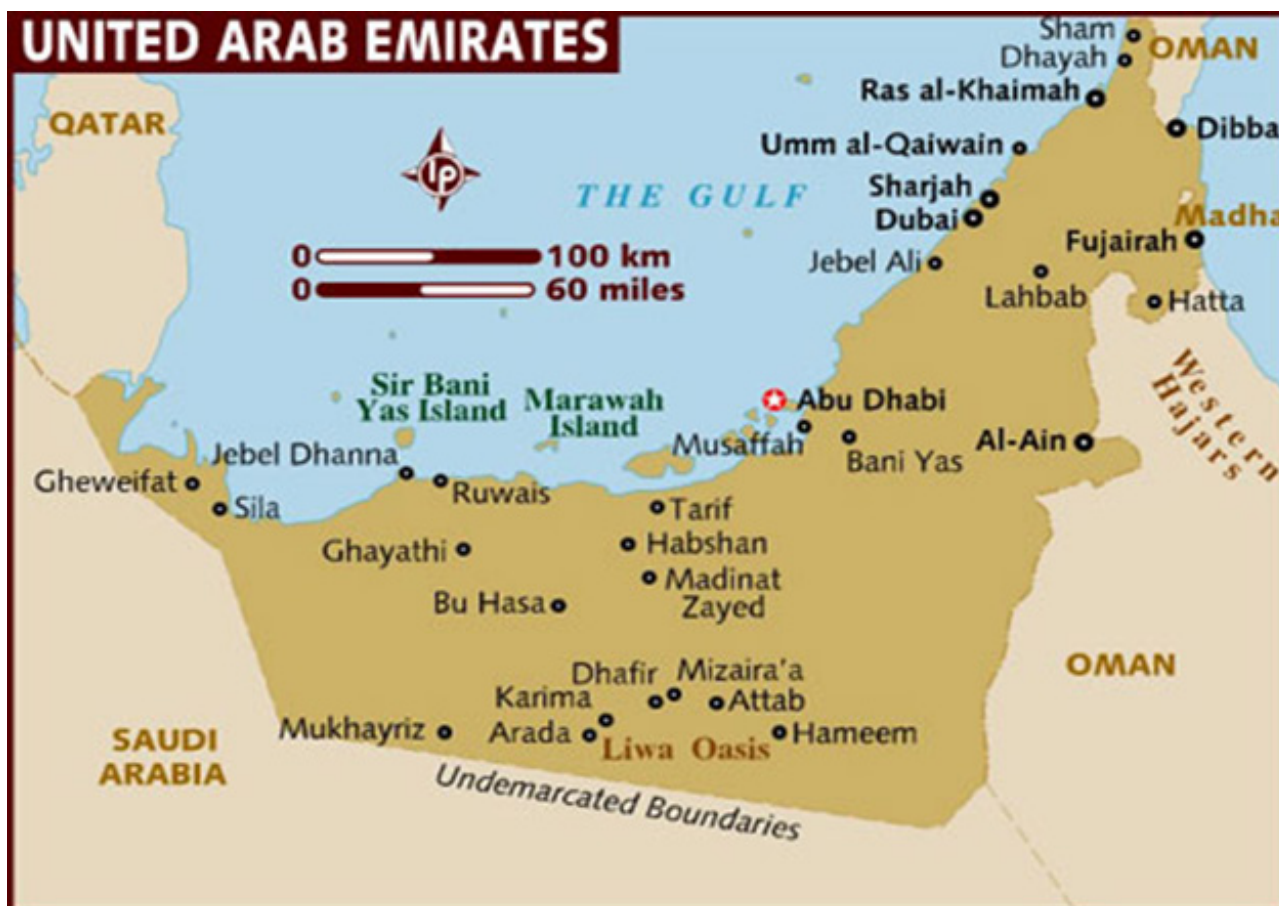 UNITED ARAB EMIRATES
Sham
Dhayah
OMAN
Ras al-Khaimah
QATAR
Dibba
Umm al-Qaiwain
LP
THE GULF
Sharjah
Dubai
Madha
Fujairah
0 100 km
0 60 miles
Jebel Ali
Lahbab
Hatta
Western
Hajars
Sir Bani
Yas Island
Marawah
Island
Abu Dhabi
Musaffah
Bani Yas
Al-Ain
Jebel Dhanna
Gheweifat
Ruwais
Sila
Tarif
Ghayathi
Habshan
Madinat
Zayed
Bu Hasa
OMAN
Dhafir
Mizaira'a
Karima
Attab
Mukhayriz
Arada
Hameem
Liwa Oasis
SAUDI
ARABIA
Undemarcated Boundaries